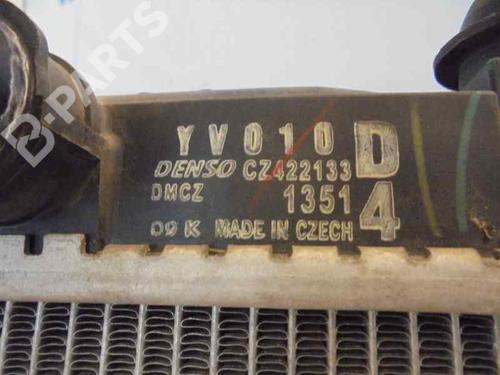 B-PARTS
YV010 D
DENSO CZ422133
DMCZ 1351 4
09 K MADE IN CZECH